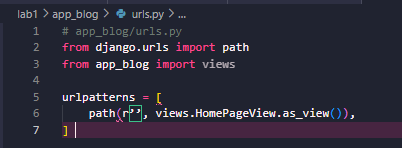 lab1 > app_blog > urls.py > ...
1 # app_blog/urls.py
2 from django.urls import path
3 from app_blog import views
4
5 urlpatterns = [
6     path(r’’, views.HomePageView.as_view()),
7 ]